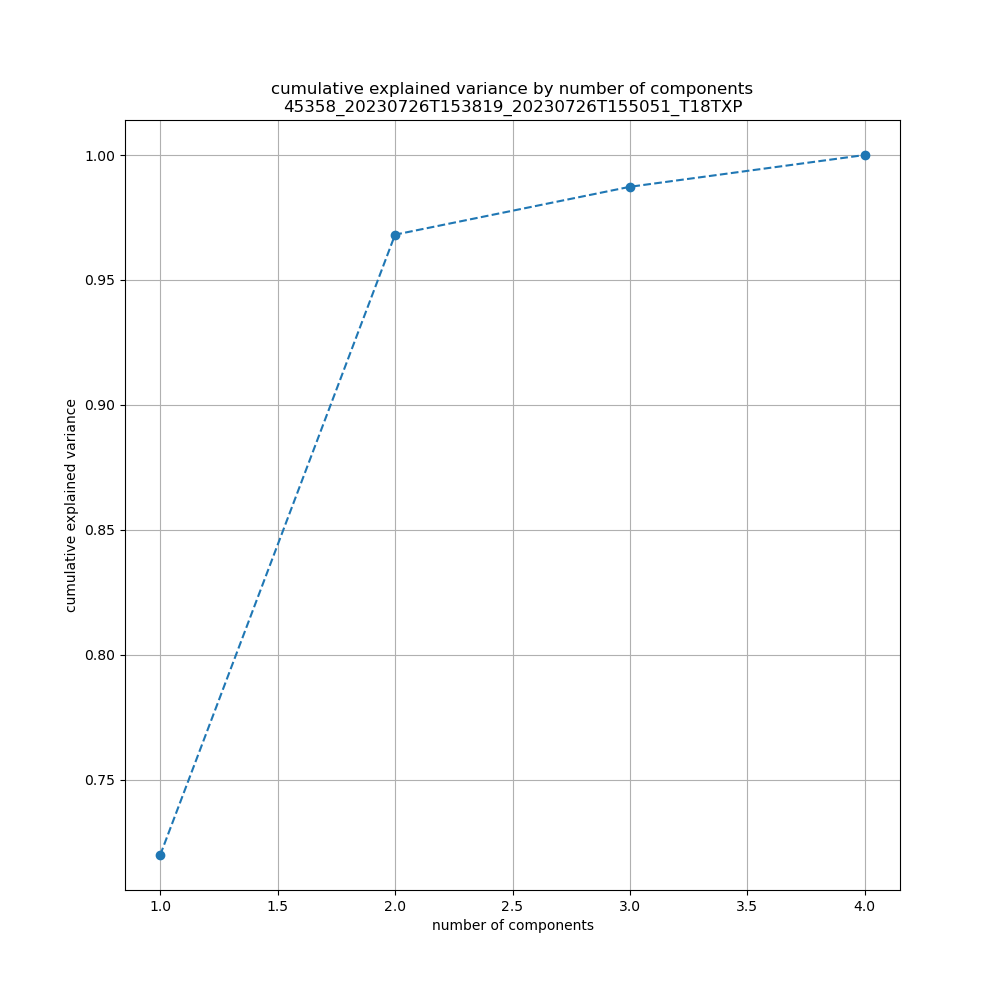 cumulative explained variance by number of components
45358_20230726T153819_20230726T155051_T18TXP
1.00
0.95
0.90
0.85
0.80
0.75
cumulative explained variance
1.0 1.5 2.0 2.5 3.0 3.5 4.0
number of components